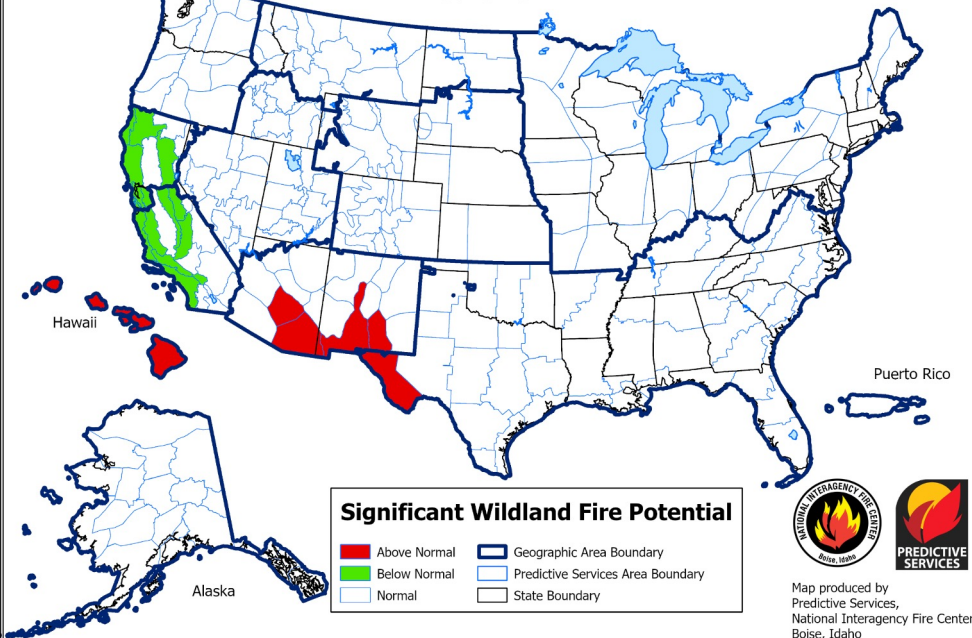 Hawaii
Puerto Rico
Alaska
Significant Wildland Fire Potential
Above Normal
Below Normal
Normal
Geographic Area Boundary
Predictive Services Area Boundary
State Boundary
NATIONAL INTERAGENCY FIRE CENTER
Boise, Idaho
PREDICTIVE
SERVICES
Map produced by
Predictive Services,
National Interagency Fire Center
Boise, Idaho